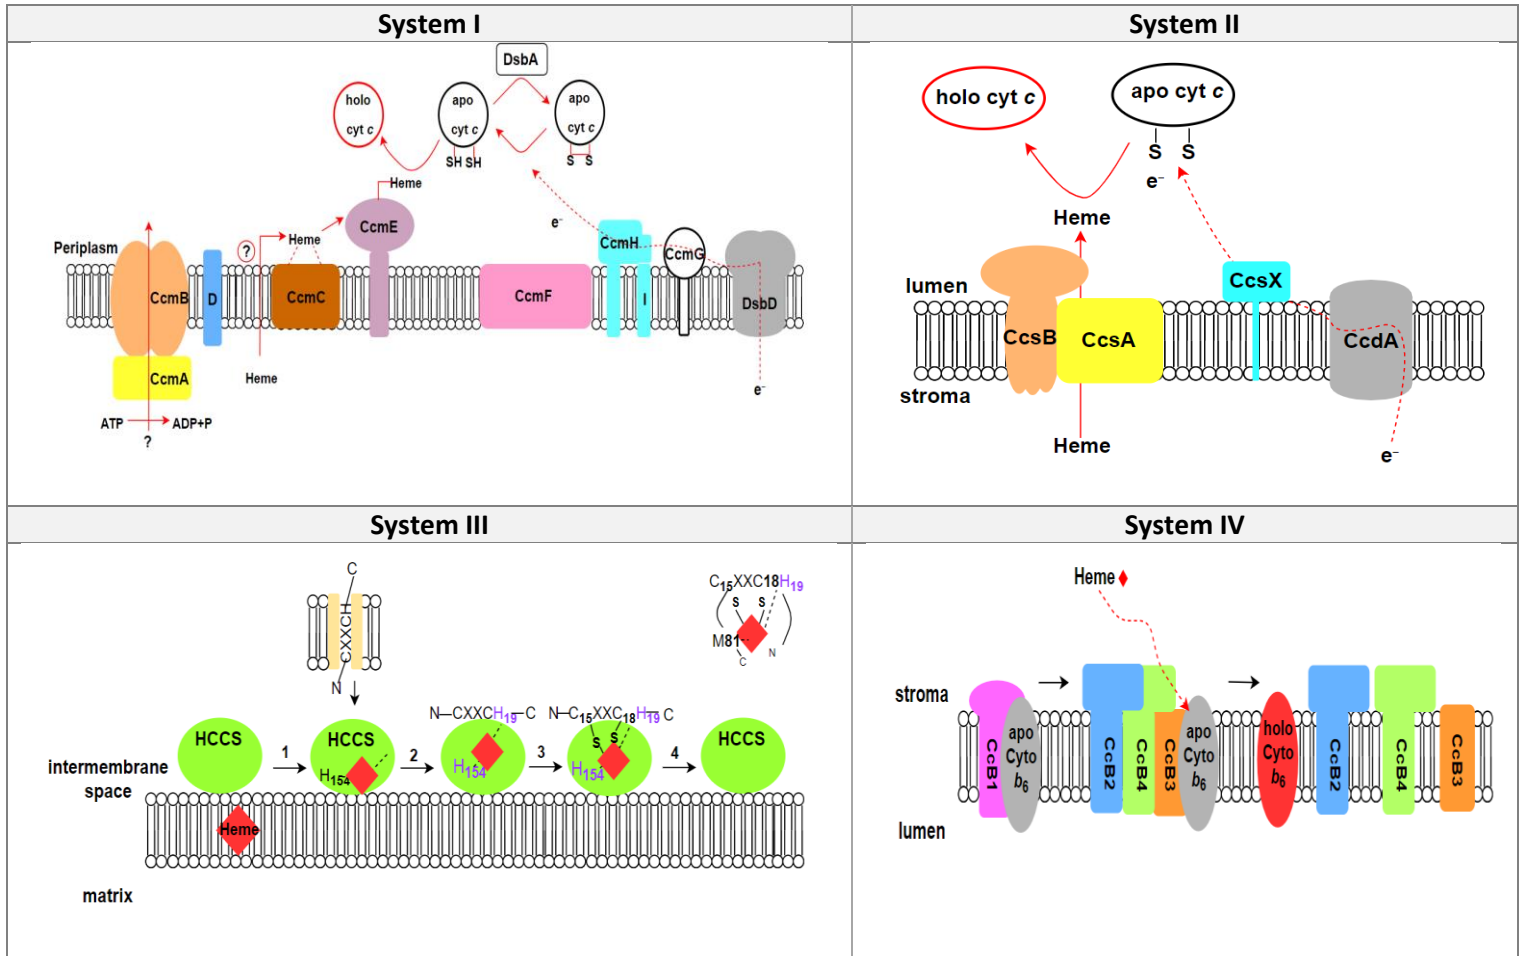 System I
DsbA
holo
cyt c
apo
cyt c
SH SH
apo
cyt c
S S
Heme
CcmE
e⁻
Periplasm
?
Heme
CcmH
CcmG
CcmB
D
CcmC
CcmF
I
DsbD
CcmA
Heme
e⁻
ATP
ADP+P
?
System II
holo cyt c
apo cyt c
S S
e⁻
Heme
lumen
CcsX
CcsB
CcsA
CcdA
stroma
Heme
e⁻
System III
C
CXXCH
N
C15XXC18H19
S S
M81
C
N
HCCS
1
HCCS
H154
2
N–CXXCH19–C
H154
3
N–C15XXC18H19–C
S S
H154
4
HCCS
intermembrane
space
Heme
matrix
System IV
Heme
stroma
CcB1
apo
Cyto
b6
CcB2
CcB4
CcB3
apo
Cyto
b6
holo
Cyto
b6
CcB2
CcB4
CcB3
lumen